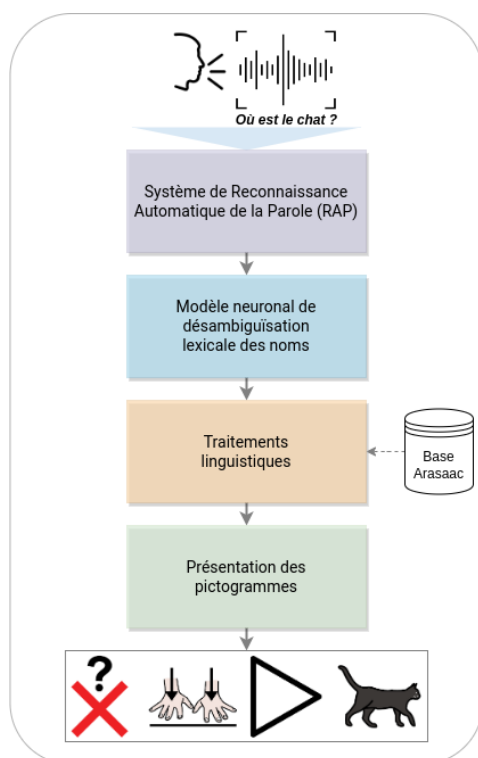 Où est le chat ?
Système de Reconnaissance
Automatique de la Parole (RAP)
Modèle neuronal de
désambiguïsation
lexicale des noms
Traitements
linguistiques
Base
Arasaac
Présentation des
pictogrammes
?